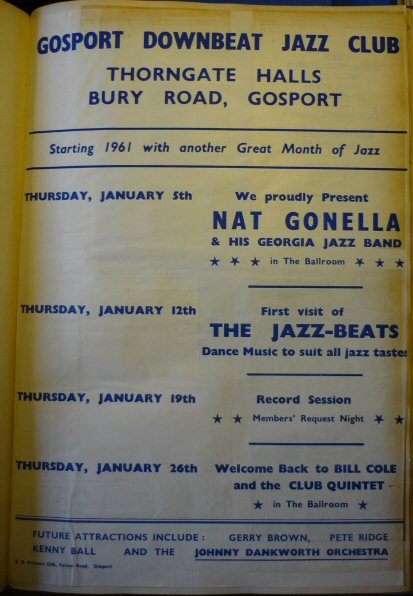 GOSPORT DOWNBEAT JAZZ CLUB
THORNGATE HALLS
BURY ROAD, GOSPORT
Starting 1961 with another Great Month of Jazz
THURSDAY, JANUARY 5th
We proudly Present
NAT GONELLA
& HIS GEORGIA JAZZ BAND
★ ★ ★ in The Ballroom ★ ★ ★
THURSDAY, JANUARY 12th
First visit of
THE JAZZ-BEATS
Dance Music to suit all jazz tastes
THURSDAY, JANUARY 19th
Record Session
★ ★ Members' Request Night ★ ★
THURSDAY, JANUARY 26th
Welcome Back to BILL COLE
and the CLUB QUINTET
★ in The Ballroom ★
FUTURE ATTRACTIONS INCLUDE : GERRY BROWN, PETE RIDGE
KENNY BALL AND THE JOHNNY DANKWORTH ORCHESTRA
Road, Gosport